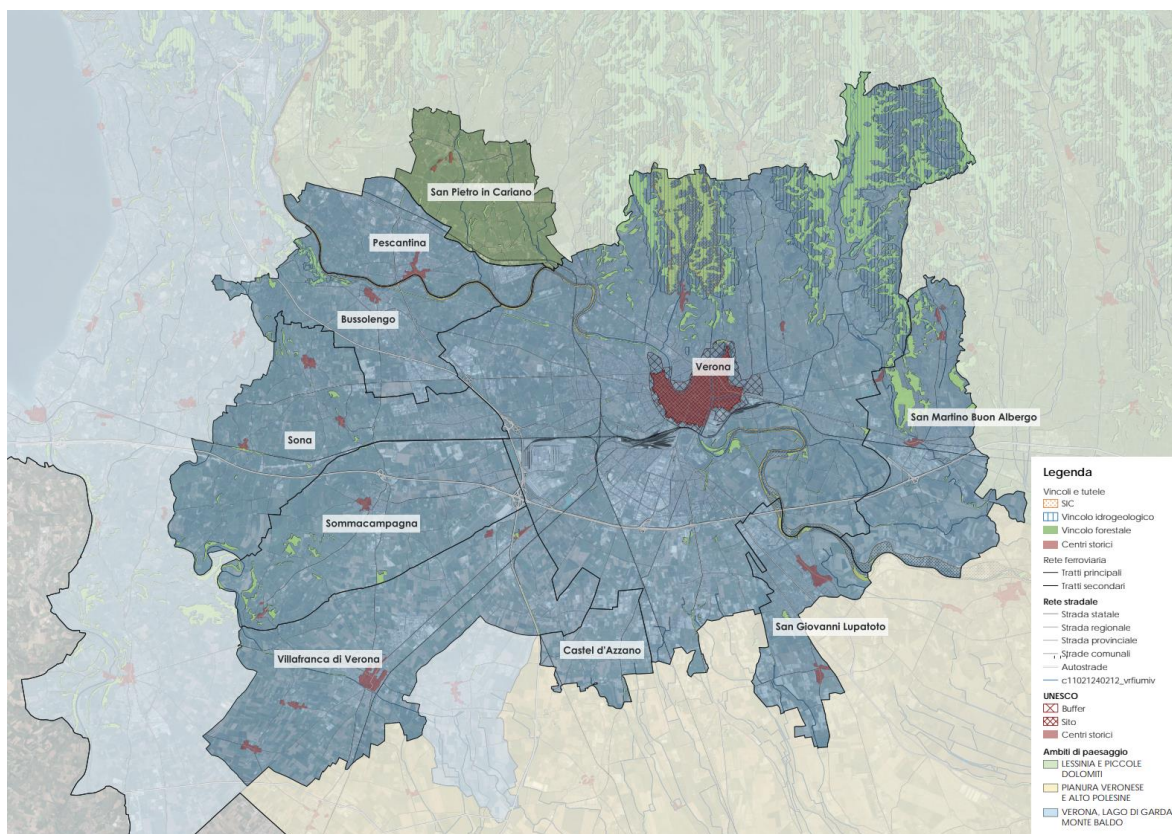 San Pietro in Cariano
Pescantina
Bussolengo
Verona
San Martino Buon Albergo
Sona
Sommacampagna
San Giovanni Lupatoto
Castel d'Azzano
Villafranca di Verona
Legenda
Vincoli e tutele
SIC
Vincolo idrogeologico
Vincolo forestale
Centri storici
Rete ferroviaria
Tratti principali
Tratti secondari
Rete stradale
Strada statale
Strada regionale
Strada provinciale
Strade comunali
Autostrade
c11021240212_vrfiumiv
UNESCO
Buffer
Sito
Centri storici
Ambiti di paesaggio
LESSINIA E PICCOLE
DOLOMITI
PIANURA VERONESE
E ALTO POLESINE
VERONA, LAGO DI GARDA
MONTE BALDO